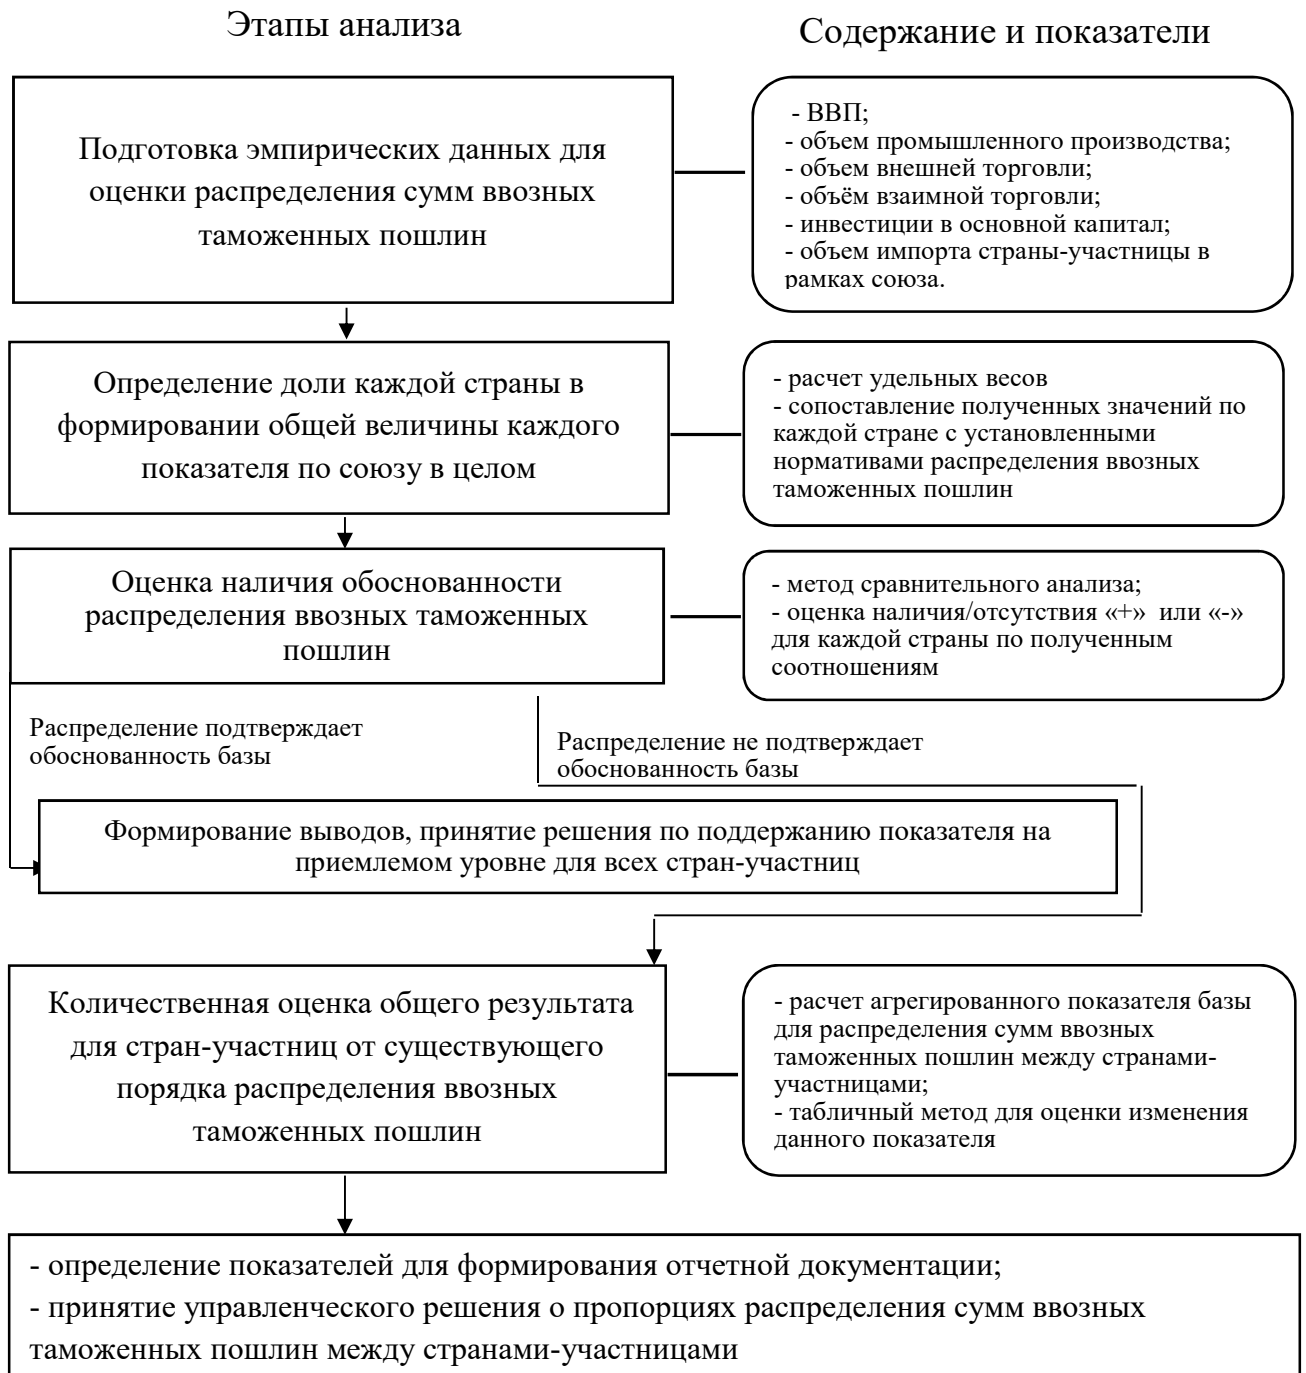 Этапы анализа
Содержание и показатели
Подготовка эмпирических данных для
оценки распределения сумм ввозных
таможенных пошлин
- ВВП;
- объем промышленного производства;
- объем внешней торговли;
- объём взаимной торговли;
- инвестиции в основной капитал;
- объем импорта страны-участницы в
рамках союза.
Определение доли каждой страны в
формировании общей величины каждого
показателя по союзу в целом
- расчет удельных весов
- сопоставление полученных значений по
каждой стране с установленными
нормативами распределения ввозных
таможенных пошлин
Оценка наличия обоснованности
распределения ввозных таможенных
пошлин
- метод сравнительного анализа;
- оценка наличия/отсутствия «+» или «-»
для каждой страны по полученным
соотношениям
Распределение подтверждает
обоснованность базы
Распределение не подтверждает
обоснованность базы
Формирование выводов, принятие решения по поддержанию показателя на
приемлемом уровне для всех стран-участниц
Количественная оценка общего результата
для стран-участниц от существующего
порядка распределения ввозных
таможенных пошлин
- расчет агрегированного показателя базы
для распределения сумм ввозных
таможенных пошлин между странами-
участницами;
- табличный метод для оценки изменения
данного показателя
- определение показателей для формирования отчетной документации;
- принятие управленческого решения о пропорциях распределения сумм ввозных
таможенных пошлин между странами-участницами